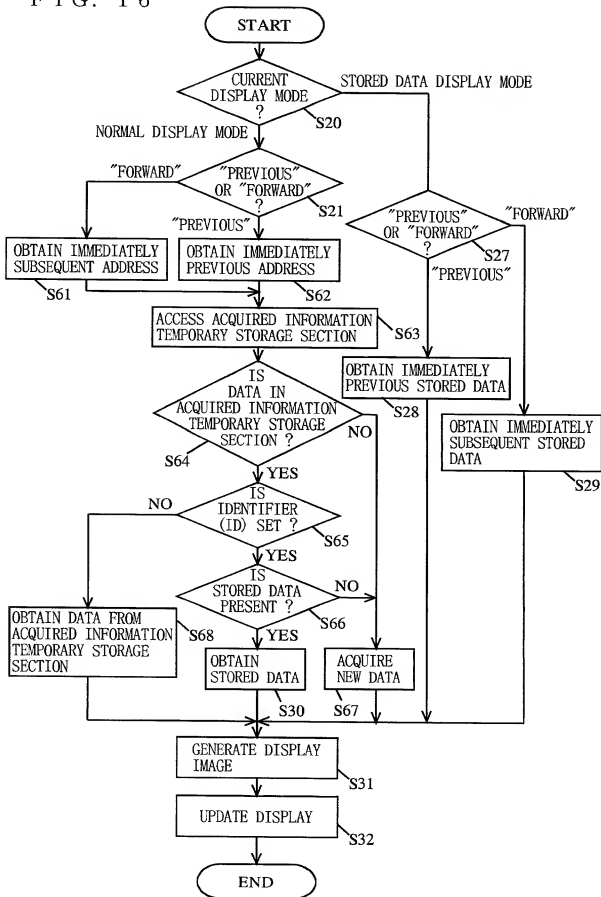 FIG. 16
START
CURRENT
DISPLAY MODE
?
S20
STORED DATA DISPLAY MODE
NORMAL DISPLAY MODE
"FORWARD"
"PREVIOUS"
OR "FORWARD"
?
S21
"PREVIOUS"
"PREVIOUS"
OR "FORWARD"
?
S27
"FORWARD"
"PREVIOUS"
OBTAIN IMMEDIATELY
SUBSEQUENT ADDRESS
S61
OBTAIN IMMEDIATELY
PREVIOUS ADDRESS
S62
ACCESS ACQUIRED INFORMATION
TEMPORARY STORAGE SECTION
S63
OBTAIN IMMEDIATELY
PREVIOUS STORED DATA
S28
OBTAIN IMMEDIATELY
SUBSEQUENT STORED
DATA
S29
IS
DATA IN
ACQUIRED INFORMATION
TEMPORARY STORAGE
SECTION ?
S64
NO
YES
IS
IDENTIFIER
(ID) SET ?
S65
NO
YES
IS
STORED DATA
PRESENT ?
S66
NO
YES
OBTAIN DATA FROM
ACQUIRED INFORMATION
TEMPORARY STORAGE
SECTION
S68
OBTAIN
STORED DATA
S30
ACQUIRE
NEW DATA
S67
GENERATE DISPLAY
IMAGE
S31
UPDATE DISPLAY
S32
END